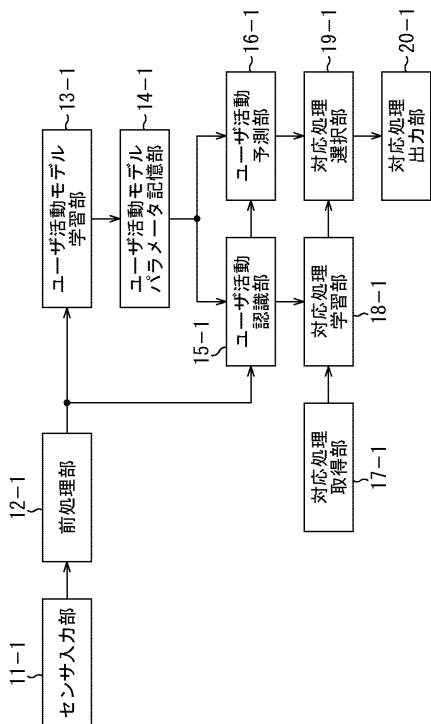 11-1
センサ入力部
12-1
前処理部
13-1
ユーザ活動モデル
学習部
14-1
ユーザ活動モデル
パラメータ記憶部
15-1
ユーザ活動
認識部
16-1
ユーザ活動
予測部
17-1
対応処理
取得部
18-1
対応処理
学習部
19-1
対応処理
選択部
20-1
対応処理
出力部